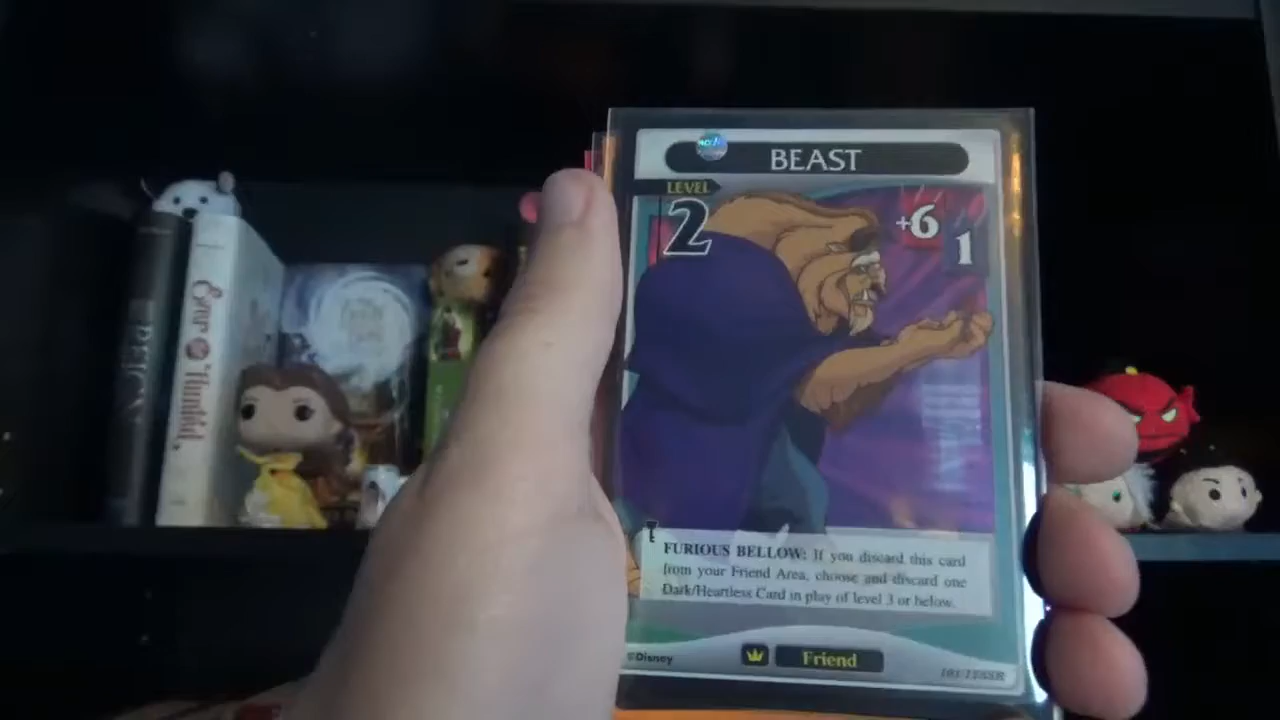 BEAST
LEVEL
2
+6
1
FURIOUS BELLOW: If you discard this card
from your Friend Area, choose and discard one
Dark/Heartless Card in play of level 3 or below.
©Disney
Friend